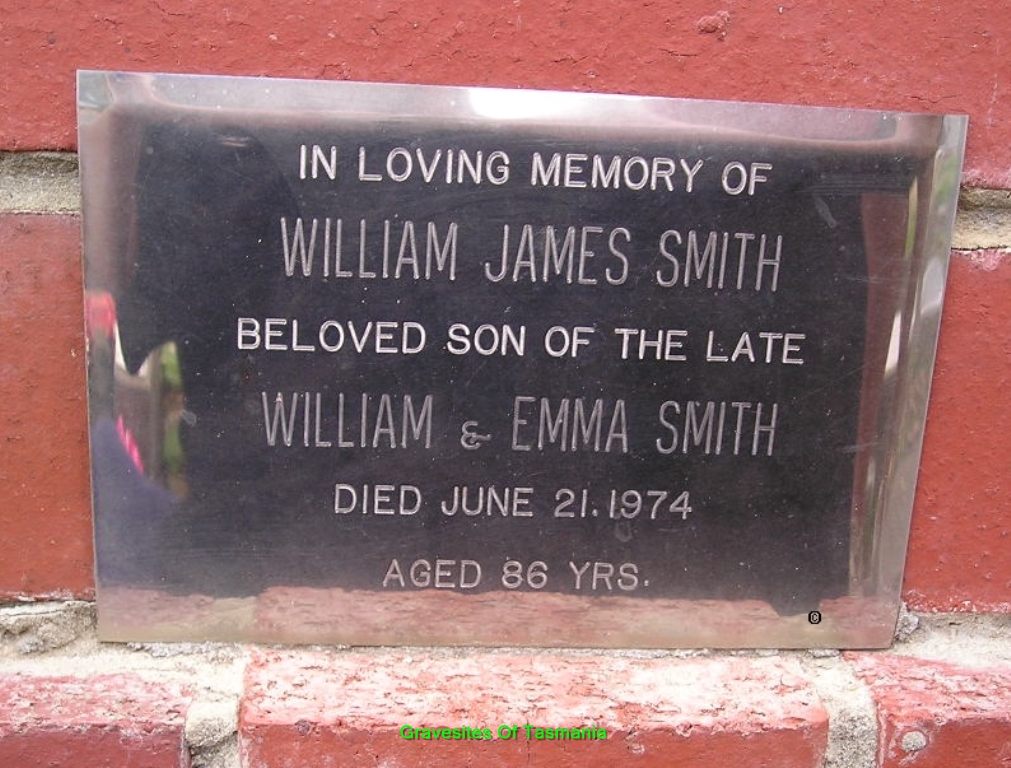 IN LOVING MEMORY OF
WILLIAM JAMES SMITH
BELOVED SON OF THE LATE
WILLIAM & EMMA SMITH
DIED JUNE 21. 1974
AGED 86 YRS.
©
Gravesites Of Tasmania